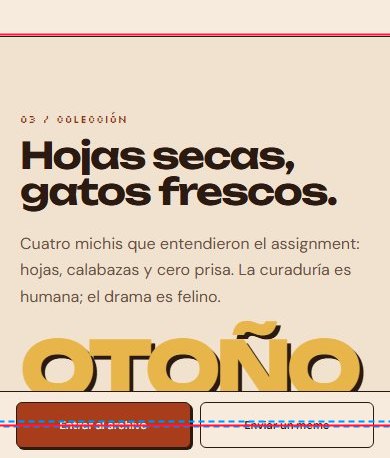 03 / COLECCIÓN
Hojas secas,
gatos frescos.
Cuatro michis que entendieron el assignment:
hojas, calabazas y cero prisa. La curaduría es
humana; el drama es felino.
OTOÑO
Entrar al archivo
Enviar un meme